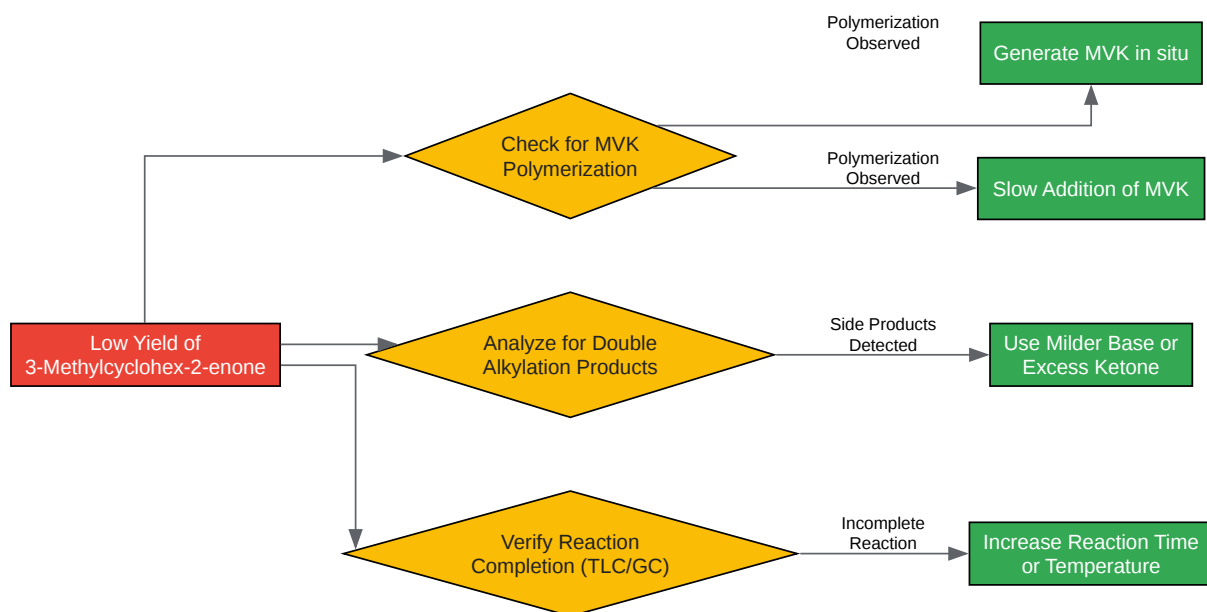 Polymerization
Observed
Generate MVK in situ
Check for MVK
Polymerization
Polymerization
Observed
Slow Addition of MVK
Low Yield of
3-Methylcyclohex-2-enone
Analyze for Double
Alkylation Products
Side Products
Detected
Use Milder Base or
Excess Ketone
Verify Reaction
Completion (TLC/GC)
Incomplete
Reaction
Increase Reaction Time
or Temperature